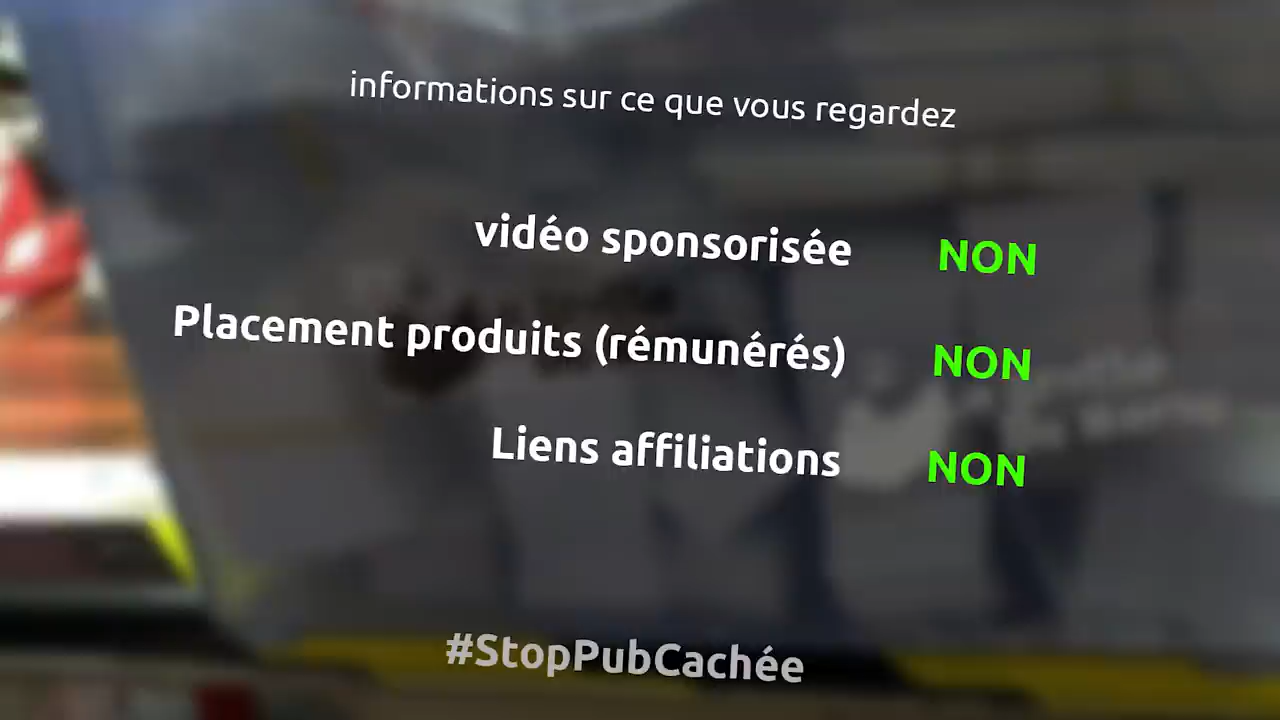 informations sur ce que vous regardez
vidéo sponsorisée NON
Placement produits (rémunérés) NON
Liens affiliations NON
#StopPubCachée